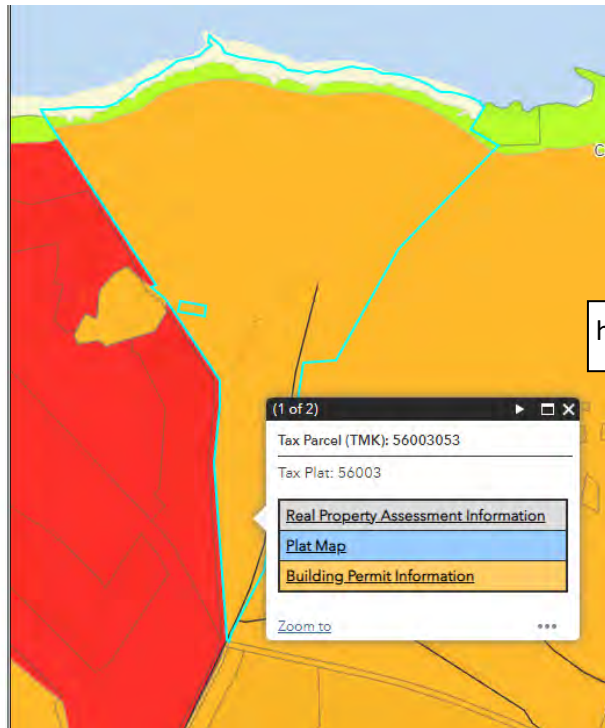 C
h
(1 of 2)
Tax Parcel (TMK): 56003053
Tax Plat: 56003
Real Property Assessment Information
Plat Map
Building Permit Information
Zoom to